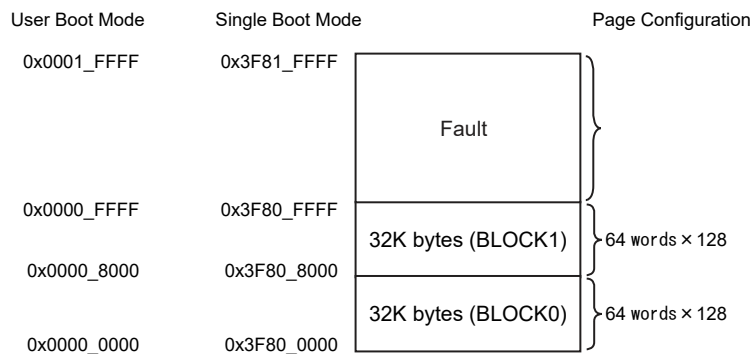 User Boot Mode Single Boot Mode Page Configuration
0x0001_FFFF 0x3F81_FFFF
Fault
0x0000_FFFF 0x3F80_FFFF
32K bytes (BLOCK1) 64 words×128
0x0000_8000 0x3F80_8000
32K bytes (BLOCK0) 64 words×128
0x0000_0000 0x3F80_0000